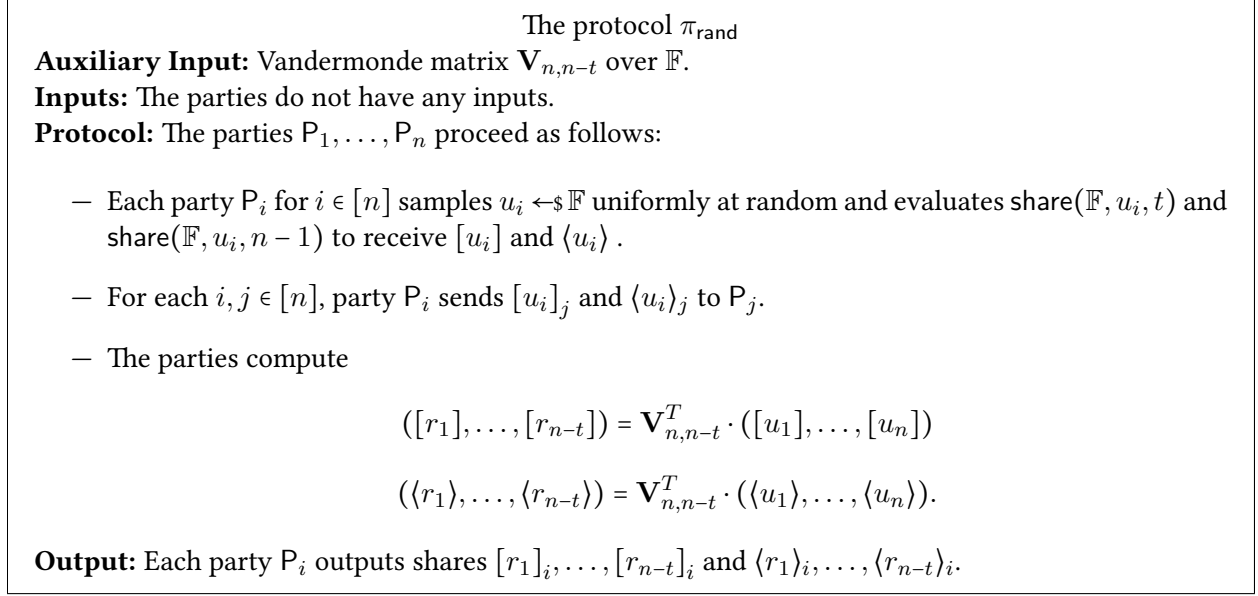 The protocol π_rand
Auxiliary Input: Vandermonde matrix V_{n,n−t} over 𝔽.
Inputs: The parties do not have any inputs.
Protocol: The parties P_1, . . . , P_n proceed as follows:
— Each party P_i for i ∈ [n] samples u_i ←$ 𝔽 uniformly at random and evaluates share(𝔽, u_i, t) and
share(𝔽, u_i, n − 1) to receive [u_i] and ⟨u_i⟩ .
— For each i, j ∈ [n], party P_i sends [u_i]_j and ⟨u_i⟩_j to P_j.
— The parties compute
([r_1], . . . , [r_{n−t}]) = V^T_{n,n−t} · ([u_1], . . . , [u_n])
(⟨r_1⟩, . . . , ⟨r_{n−t}⟩) = V^T_{n,n−t} · (⟨u_1⟩, . . . , ⟨u_n⟩).
Output: Each party P_i outputs shares [r_1]_i, . . . , [r_{n−t}]_i and ⟨r_1⟩_i, . . . , ⟨r_{n−t}⟩_i.